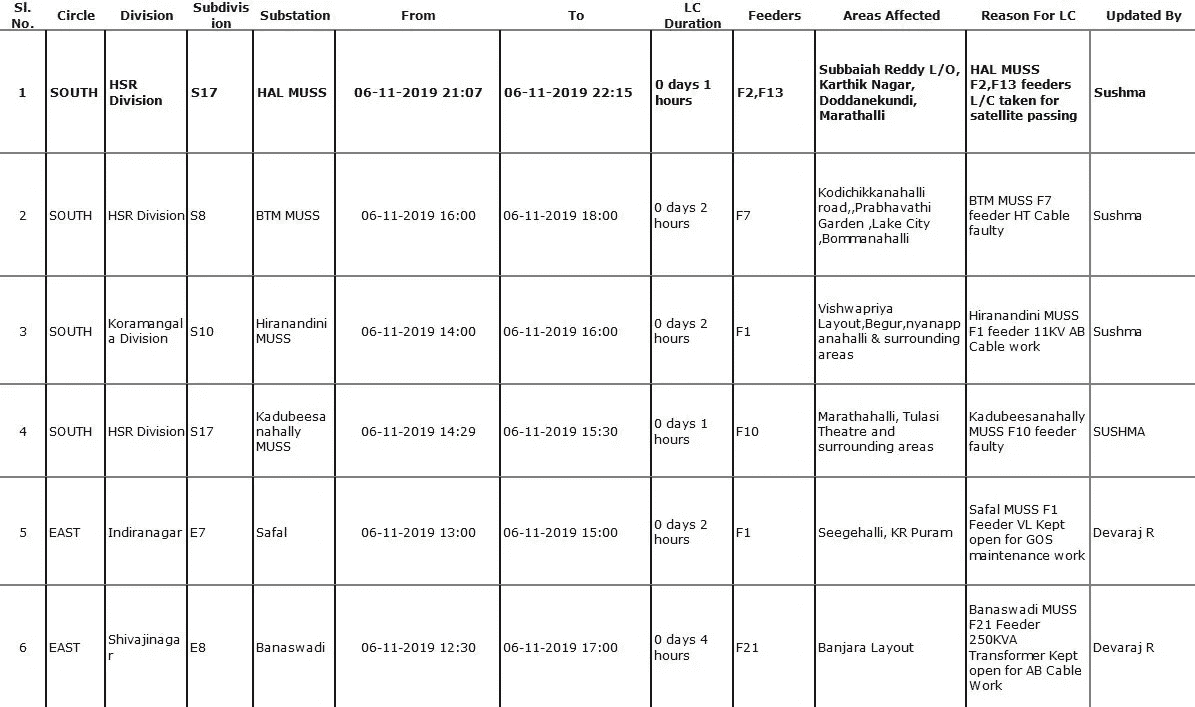 Sl. No. Circle Division Subdivis ion Substation From To LC Duration Feeders Areas Affected Reason For LC Updated By
1 SOUTH HSR Division S17 HAL MUSS 06-11-2019 21:07 06-11-2019 22:15 0 days 1 hours F2,F13 Subbaiah Reddy L/O, Karthik Nagar, Doddanekundi, Marathalli HAL MUSS F2,F13 feeders L/C taken for satellite passing Sushma
2 SOUTH HSR Division S8 BTM MUSS 06-11-2019 16:00 06-11-2019 18:00 0 days 2 hours F7 Kodichikkanahalli road,,Prabhavathi Garden ,Lake City ,Bommanahalli BTM MUSS F7 feeder HT Cable faulty Sushma
3 SOUTH Koramangal a Division S10 Hiranandini MUSS 06-11-2019 14:00 06-11-2019 16:00 0 days 2 hours F1 Vishwapriya Layout,Begur,nyanapp anahalli & surrounding areas Hiranandini MUSS F1 feeder 11KV AB Cable work Sushma
4 SOUTH HSR Division S17 Kadubeesa nahally MUSS 06-11-2019 14:29 06-11-2019 15:30 0 days 1 hours F10 Marathahalli, Tulasi Theatre and surrounding areas Kadubeesanahally MUSS F10 feeder faulty SUSHMA
5 EAST Indiranagar E7 Safal 06-11-2019 13:00 06-11-2019 15:00 0 days 2 hours F1 Seegehalli, KR Puram Safal MUSS F1 Feeder VL Kept open for GOS maintenance work Devaraj R
6 EAST Shivajinaga r E8 Banaswadi 06-11-2019 12:30 06-11-2019 17:00 0 days 4 hours F21 Banjara Layout Banaswadi MUSS F21 Feeder 250KVA Transformer Kept open for AB Cable Work Devaraj R